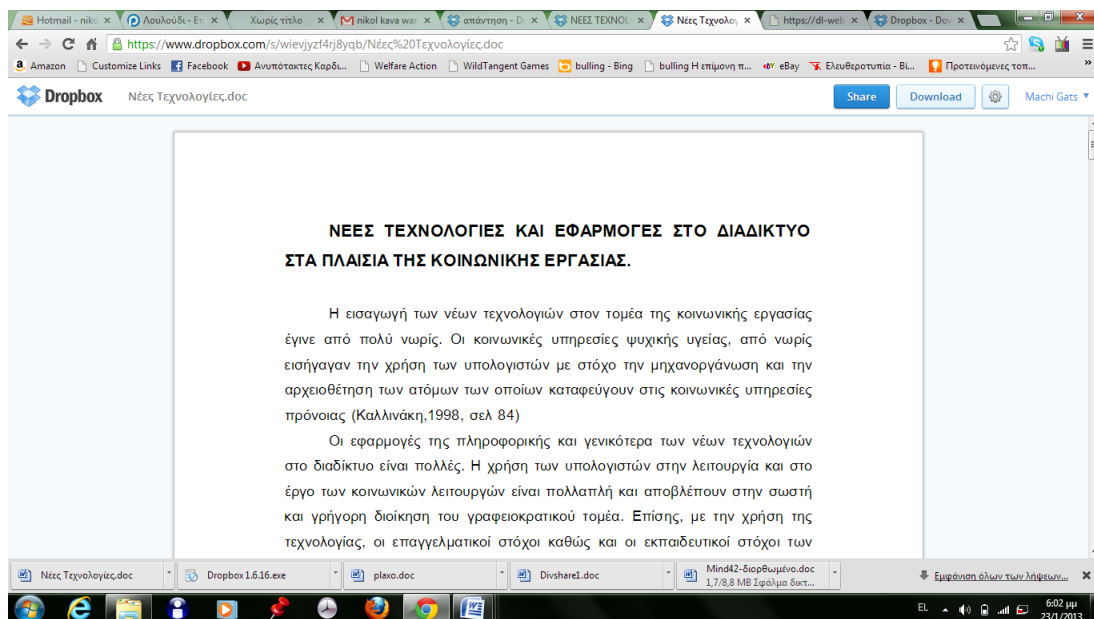 Hotmail - niko
Λουλούδι - Επ
Χωρίς τίτλο
nikol kava war
απάντηση - Dr
ΝΕΕΣ ΤΕΧΝΟΛ
Νέες Τεχνολογ
https://dl-web
Dropbox - Dow
https://www.dropbox.com/s/wievjyzf4rj8yqb/Νέες%20Τεχνολογίες.doc
Amazon Customize Links Facebook Ανυπότακτες Καρδι... Welfare Action WildTangent Games bulling - Bing bulling Η επίμονη π... eBay Ελευθεροτυπία - Βί... Προτεινόμενες τοπ... »
Dropbox Νέες Τεχνολογίες.doc Share Download Machi Gats
ΝΕΕΣ ΤΕΧΝΟΛΟΓΙΕΣ ΚΑΙ ΕΦΑΡΜΟΓΕΣ ΣΤΟ ΔΙΑΔΙΚΤΥΟ
ΣΤΑ ΠΛΑΙΣΙΑ ΤΗΣ ΚΟΙΝΩΝΙΚΗΣ ΕΡΓΑΣΙΑΣ.
Η εισαγωγή των νέων τεχνολογιών στον τομέα της κοινωνικής εργασίας
έγινε από πολύ νωρίς. Οι κοινωνικές υπηρεσίες ψυχικής υγείας, από νωρίς
εισήγαγαν την χρήση των υπολογιστών με στόχο την μηχανοργάνωση και την
αρχειοθέτηση των ατόμων των οποίων καταφεύγουν στις κοινωνικές υπηρεσίες
πρόνοιας (Καλλινάκη,1998, σελ 84)
Οι εφαρμογές της πληροφορικής και γενικότερα των νέων τεχνολογιών
στο διαδίκτυο είναι πολλές. Η χρήση των υπολογιστών στην λειτουργία και στο
έργο των κοινωνικών λειτουργών είναι πολλαπλή και αποβλέπουν στην σωστή
και γρήγορη διοίκηση του γραφειοκρατικού τομέα. Επίσης, με την χρήση της
τεχνολογίας, οι επαγγελματικοί στόχοι καθώς και οι εκπαιδευτικοί στόχοι των
Νέες Τεχνολογίες.doc
Dropbox 1.6.16.exe
plaxo.doc
Divshare1.doc
Mind42-διορθωμένο.doc
1,7/8,8 MB Σφάλμα δικτ...
Εμφάνιση όλων των λήψεων...
EL
6:02 μμ
23/1/2013